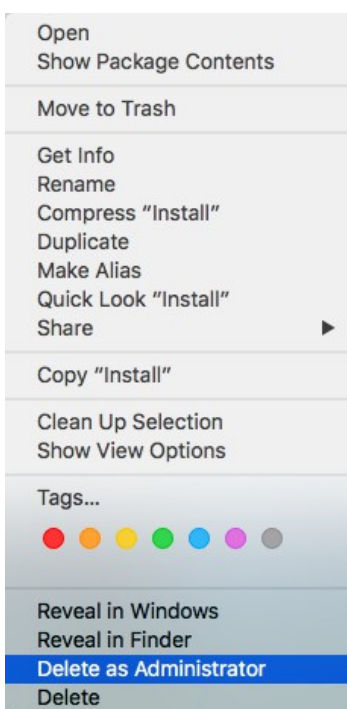 Open
Show Package Contents
Move to Trash
Get Info
Rename
Compress “Install”
Duplicate
Make Alias
Quick Look “Install”
Share
Copy “Install”
Clean Up Selection
Show View Options
Tags...
Reveal in Windows
Reveal in Finder
Delete as Administrator
Delete